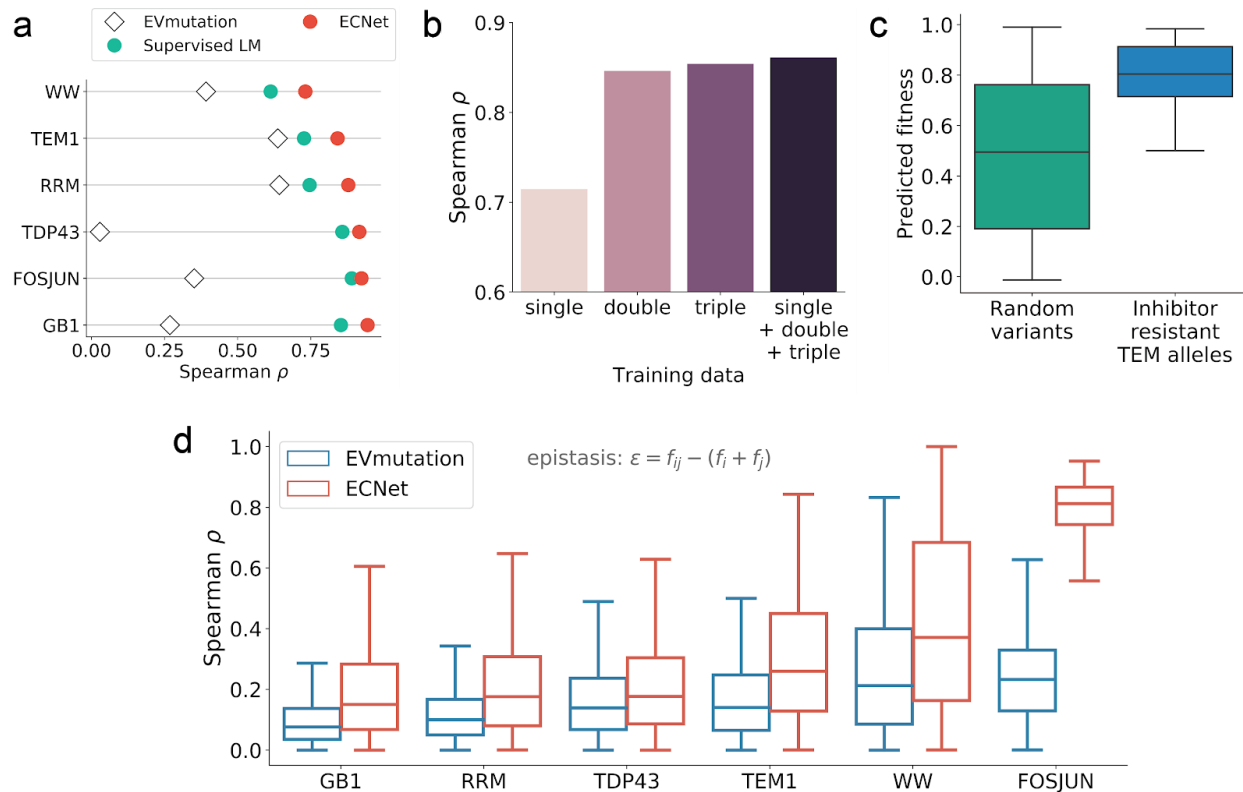 a
EVmutation
ECNet
Supervised LM
WW
TEM1
RRM
TDP43
FOSJUN
GB1
0.00
0.25
0.50
0.75
Spearman ρ
b
0.9
0.8
0.7
0.6
Spearman ρ
single
double
triple
single
+ double
+ triple
Training data
c
1.0
0.8
0.6
0.4
0.2
0.0
Predicted fitness
Random
variants
Inhibitor
resistant
TEM alleles
d
EVmutation
ECNet
epistasis: ε = f_{ij} − (f_i + f_j)
1.0
0.8
0.6
0.4
0.2
0.0
Spearman ρ
GB1
RRM
TDP43
TEM1
WW
FOSJUN